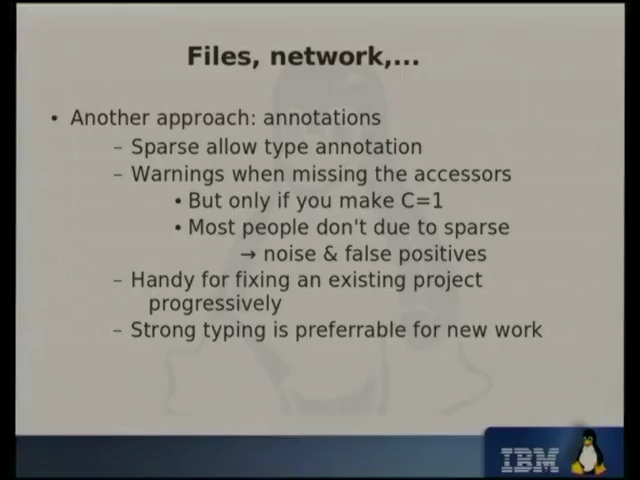 Files, network,...
• Another approach: annotations
– Sparse allow type annotation
– Warnings when missing the accessors
• But only if you make C=1
• Most people don't due to sparse
→ noise & false positives
– Handy for fixing an existing project
progressively
– Strong typing is preferrable for new work
IBM